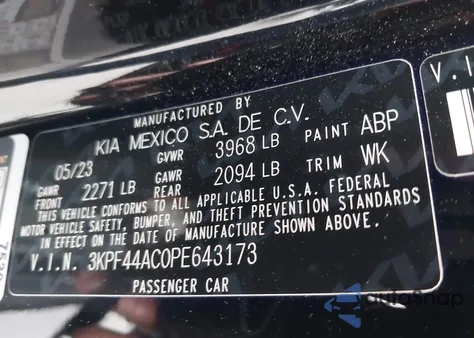 MANUFACTURED BY
KIA MEXICO S.A. DE C.V.
05/23 GVWR 3968 LB PAINT ABP
GAWR FRONT 2271 LB GAWR REAR 2094 LB TRIM WK
THIS VEHICLE CONFORMS TO ALL APPLICABLE U.S.A. FEDERAL
MOTOR VEHICLE SAFETY, BUMPER, AND THEFT PREVENTION STANDARDS
IN EFFECT ON THE DATE OF MANUFACTURE SHOWN ABOVE.
V.I.N. 3KPF44AC0PE643173
PASSENGER CAR
V.I
autosnap